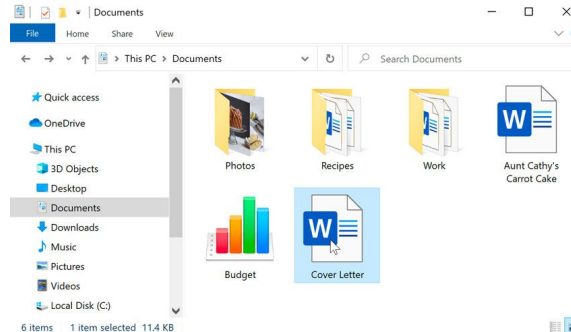 Documents
File Home Share View
This PC > Documents
Search Documents
Quick access
OneDrive
This PC
3D Objects
Desktop
Documents
Downloads
Music
Pictures
Videos
Local Disk (C:)
Photos
Recipes
Work
Aunt Cathy's
Carrot Cake
Budget
Cover Letter
W
W
6 items 1 item selected 11.4 KB